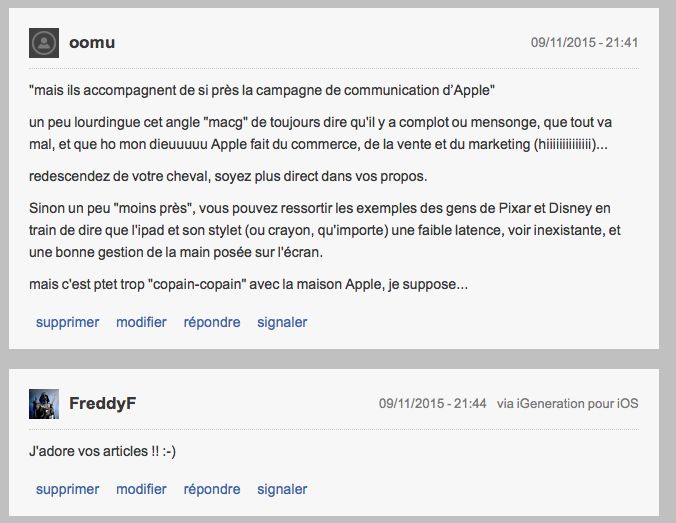 oomu 09/11/2015 - 21:41
"mais ils accompagnent de si près la campagne de communication d'Apple"
un peu lourdingue cet angle "macg" de toujours dire qu'il y a complot ou mensonge, que tout va
mal, et que ho mon dieuuuuu Apple fait du commerce, de la vente et du marketing (hiiiiiiiiiiiiii)...
redescendez de votre cheval, soyez plus direct dans vos propos.
Sinon un peu "moins près", vous pouvez ressortir les exemples des gens de Pixar et Disney en
train de dire que l'ipad et son stylet (ou crayon, qu'importe) une faible latence, voir inexistante, et
une bonne gestion de la main posée sur l'écran.
mais c'est ptet trop "copain-copain" avec la maison Apple, je suppose...
supprimer modifier répondre signaler
FreddyF 09/11/2015 - 21:44 via iGeneration pour iOS
J'adore vos articles !! :-)
supprimer modifier répondre signaler